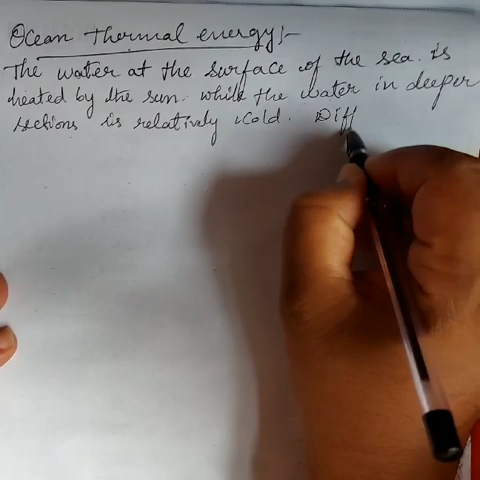 Ocean thermal energy:-
The water at the surface of the sea is
heated by the sun while the water in deeper
sections is relatively cold. Diff